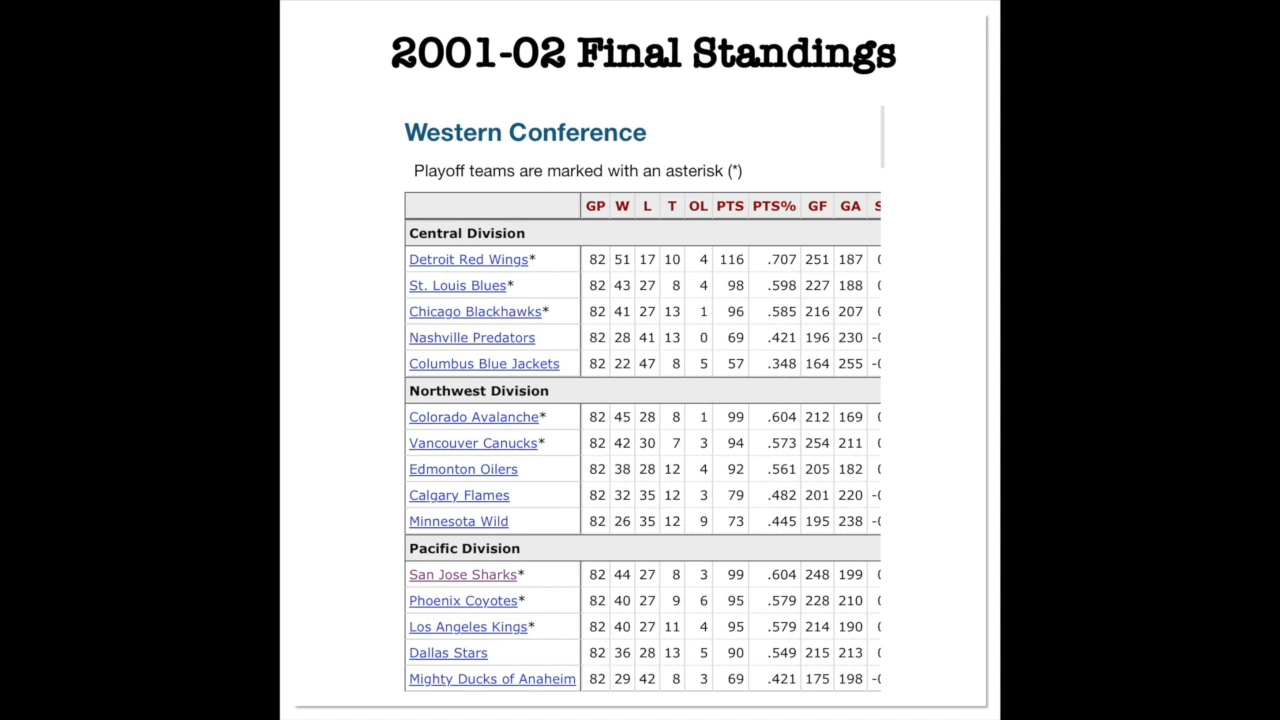 2001-02 Final Standings
Western Conference
Playoff teams are marked with an asterisk (*)
GP W L T OL PTS PTS% GF GA S
Central Division
Detroit Red Wings* 82 51 17 10 4 116 .707 251 187
St. Louis Blues* 82 43 27 8 4 98 .598 227 188
Chicago Blackhawks* 82 41 27 13 1 96 .585 216 207
Nashville Predators 82 28 41 13 0 69 .421 196 230 -
Columbus Blue Jackets 82 22 47 8 5 57 .348 164 255 -
Northwest Division
Colorado Avalanche* 82 45 28 8 1 99 .604 212 169
Vancouver Canucks* 82 42 30 7 3 94 .573 254 211
Edmonton Oilers 82 38 28 12 4 92 .561 205 182
Calgary Flames 82 32 35 12 3 79 .482 201 220 -
Minnesota Wild 82 26 35 12 9 73 .445 195 238 -
Pacific Division
San Jose Sharks* 82 44 27 8 3 99 .604 248 199
Phoenix Coyotes* 82 40 27 9 6 95 .579 228 210
Los Angeles Kings* 82 40 27 11 4 95 .579 214 190
Dallas Stars 82 36 28 13 5 90 .549 215 213
Mighty Ducks of Anaheim 82 29 42 8 3 69 .421 175 198 -